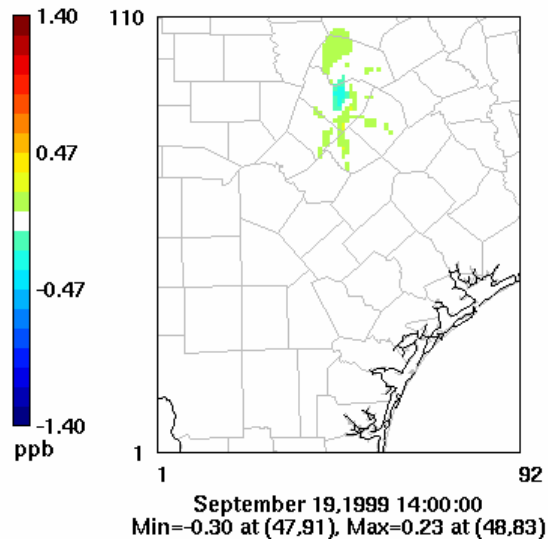 1.40
0.47
-0.47
-1.40
ppb
110
1
1
92
September 19,1999 14:00:00
Min=-0.30 at (47,91), Max=0.23 at (48,83)